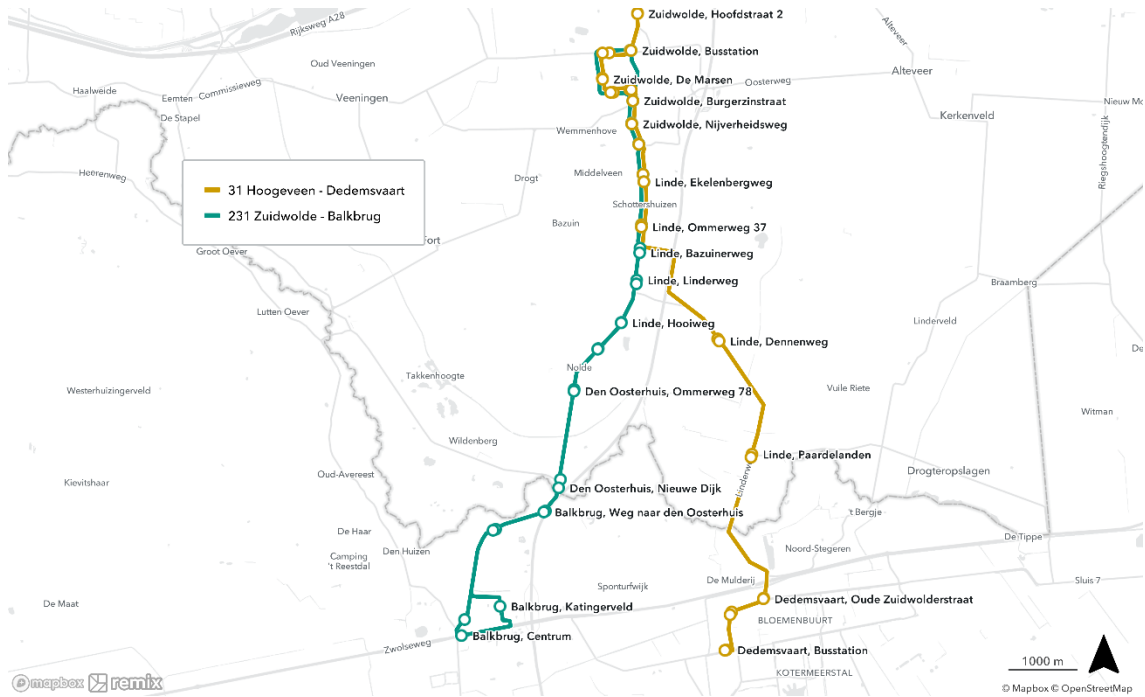 Zuidwolde, Hoofdstraat 2
Rijksweg A28
Alteveer
Zuidwolde, Busstation
Oud Veeningen
Alteveer
Zuidwolde, De Marsen
Oosterweg
Haalweide
Eemten
Commissieweg
Veeningen
Zuidwolde, Burgerzinstraat
Nieuw Mo
De Stapel
Kerkenveld
Zuidwolde, Nijverheidsweg
Wemmenhove
Riegshoogtendijk
Heerenweg
Drogt
Middelveen
Linde, Ekelenbergweg
31 Hoogeveen - Dedemsvaart
Schottershuizen
231 Zuidwolde - Balkbrug
Bazuin
Linde, Ommerweg 37
Fort
Groot Oever
Linde, Bazuinerweg
Linde, Linderweg
Braamberg
Lutten Oever
Linde, Hooiweg
Linderveld
Linde, Dennenweg
De
Nolde
Takkenhoogte
Westerhuizingerveld
Den Oosterhuis, Ommerweg 78
Vuile Riete
Witman
Wildenberg
Linde, Paardelanden
Oud-Avereest
Drogteropslagen
Kievitshaar
Linderw
Den Oosterhuis, Nieuwe Dijk
Balkbrug, Weg naar den Oosterhuis
't Bergje
De Haar
De Tippe
Den Huizen
Noord-Stegeren
Camping
't Reestdal
De Mulderij
Sluis 7
Sponturfwijk
De Maat
Balkbrug, Katingerveld
Dedemsvaart, Oude Zuidwolderstraat
BLOEMENBUURT
Balkbrug, Centrum
Zwolseweg
Dedemsvaart, Busstation
1000 m
KOTERMEERSTAL
mapbox remix
© Mapbox © OpenStreetMap